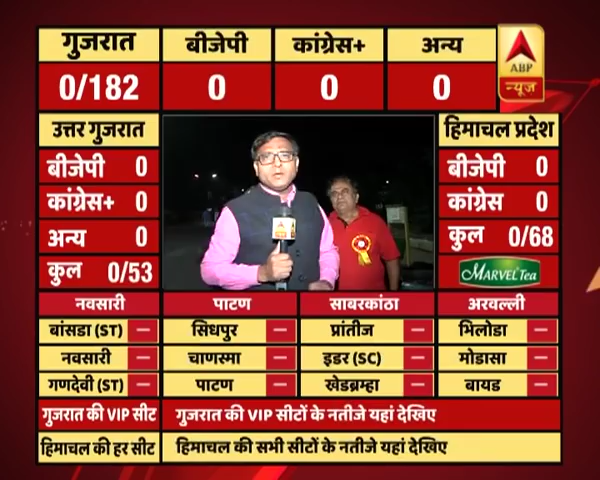 गुजरात बीजेपी कांग्रेस+ अन्य
0/182 0 0 0
ABP
न्यूज़
उत्तर गुजरात
बीजेपी 0
कांग्रेस+ 0
अन्य 0
कुल 0/53
हिमाचल प्रदेश
बीजेपी 0
कांग्रेस 0
कुल 0/68
MARVEL Tea
नवसारी पाटण साबरकांठा अरवल्ली
बांसडा (ST) — सिधपुर — प्रांतीज — भिलोडा —
नवसारी — चाणस्मा — इडर (SC) — मोडासा —
गणदेवी (ST) — पाटण — खेडब्रम्हा — बायड —
गुजरात की VIP सीट गुजरात की VIP सीटों के नतीजे यहां देखिए
हिमाचल की हर सीट हिमाचल की सभी सीटों के नतीजे यहां देखिए